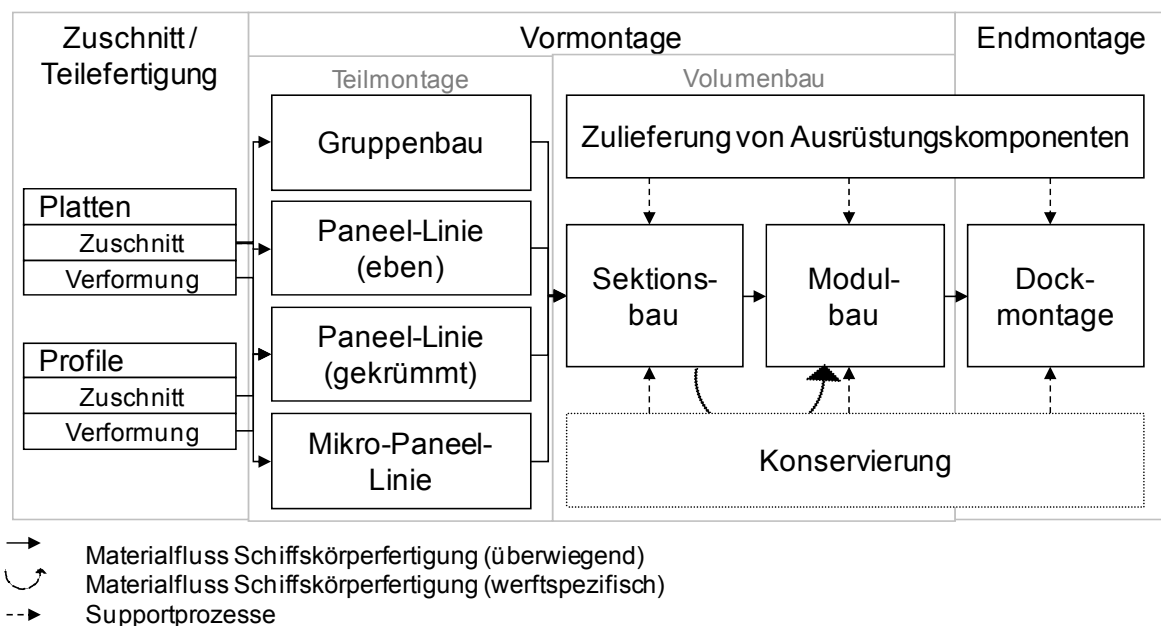 Zuschnitt/
Teilefertigung
Vormontage
Endmontage
Teilmontage
Volumenbau
Gruppenbau
Zulieferung von Ausrüstungskomponenten
Platten
Zuschnitt
Verformung
Paneel-Linie
(eben)
Sektions-
bau
Modul-
bau
Dock-
montage
Profile
Zuschnitt
Verformung
Paneel-Linie
(gekrümmt)
Mikro-Paneel-
Linie
Konservierung
Materialfluss Schiffskörperfertigung (überwiegend)
Materialfluss Schiffskörperfertigung (werftspezifisch)
Supportprozesse